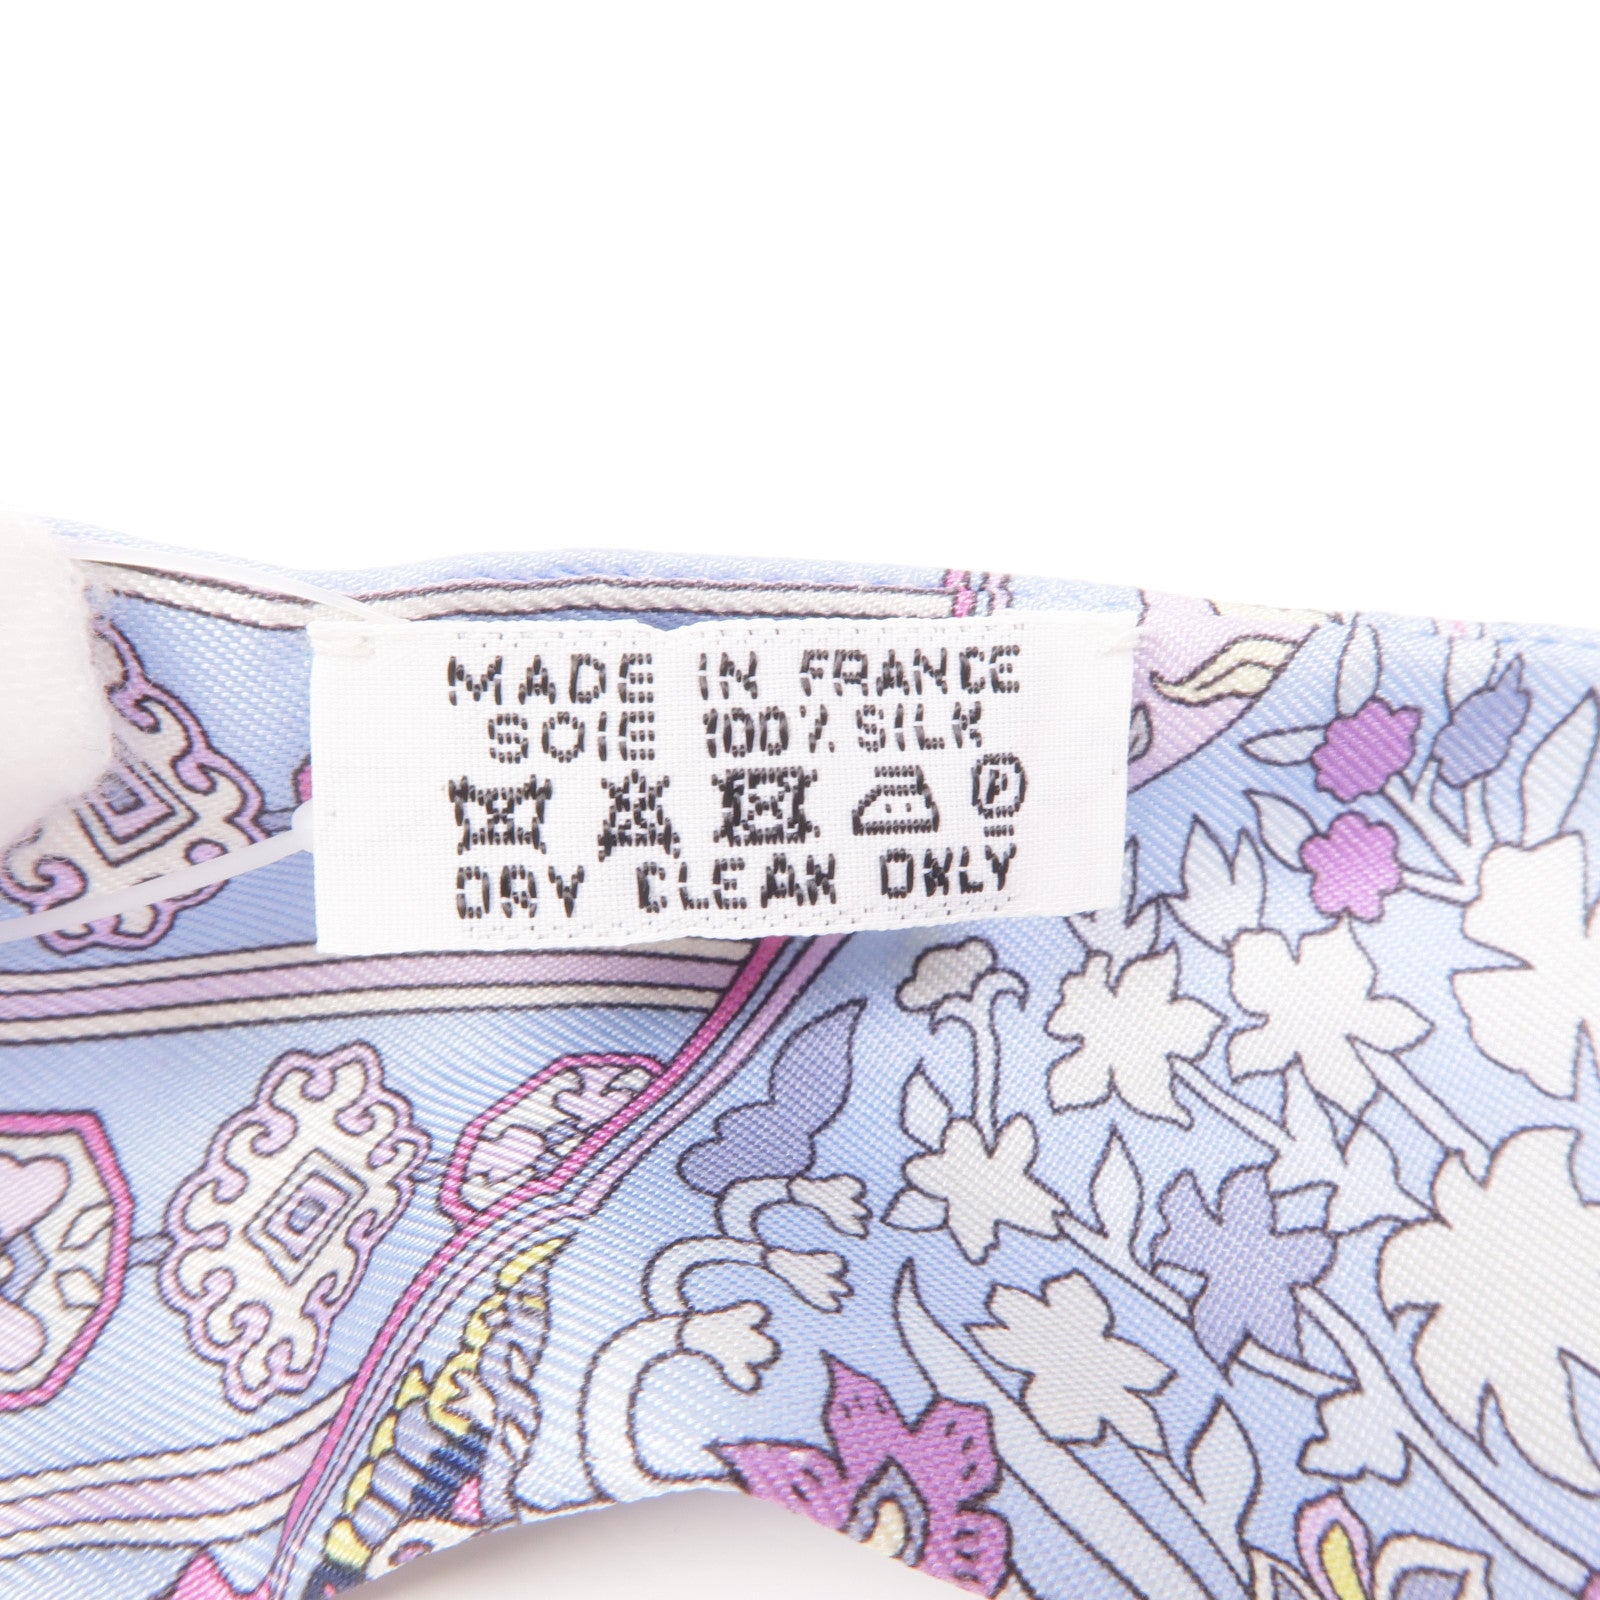 MADE IN FRANCE
SOIE 100% SILK
P
DRY CLEAN ONLY